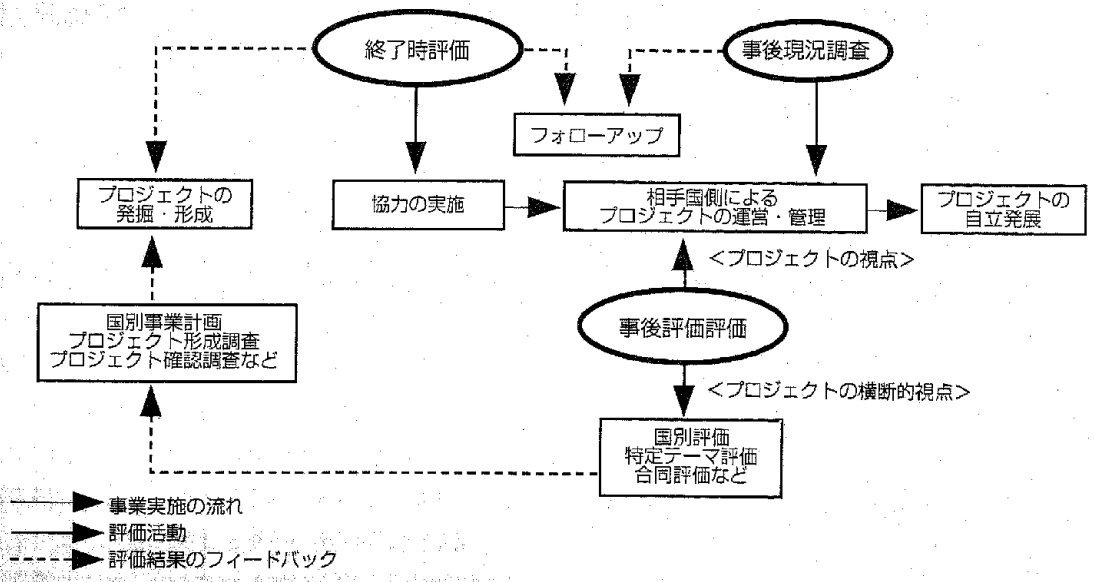 終了時評価
事後現況調査
フォローアップ
プロジェクトの
発掘・形成
協力の実施
相手国側による
プロジェクトの運営・管理
プロジェクトの
自立発展
<プロジェクトの視点>
国別事業計画
プロジェクト形成調査
プロジェクト確認調査など
事後評価評価
<プロジェクトの横断的視点>
国別評価
特定テーマ評価
合同評価など
事業実施の流れ
評価活動
評価結果のフィードバック